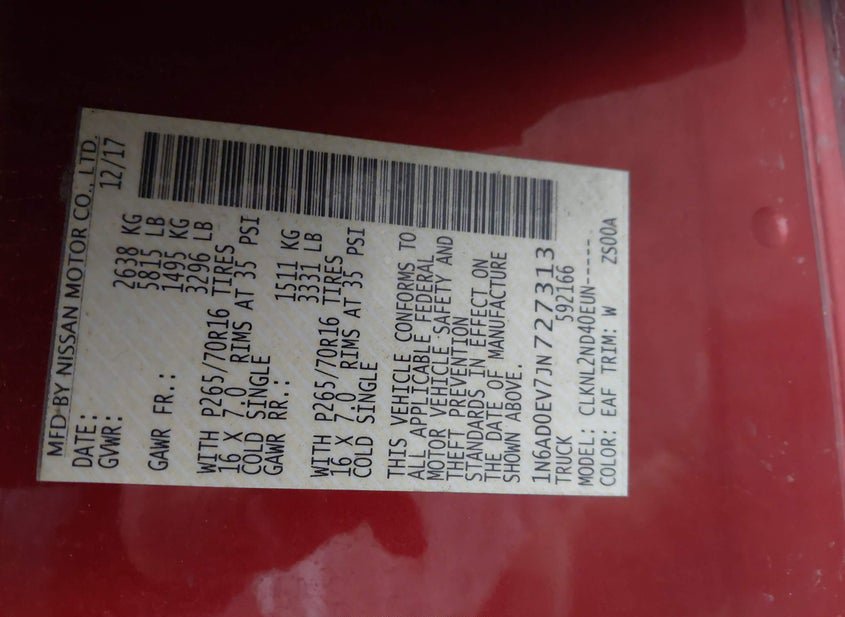 MFD BY NISSAN MOTOR CO., LTD.
DATE: 12/17
GVWR: 2638 KG
5815 LB
GAWR FR.: 1495 KG
3296 LB
WITH P265/70R16 TIRES
16 X 7.0 RIMS AT 35 PSI
COLD SINGLE
GAWR RR.: 1511 KG
3331 LB
WITH P265/70R16 TIRES
16 X 7.0 RIMS AT 35 PSI
COLD SINGLE
THIS VEHICLE CONFORMS TO
ALL APPLICABLE FEDERAL
MOTOR VEHICLE SAFETY AND
THEFT PREVENTION
STANDARDS IN EFFECT ON
THE DATE OF MANUFACTURE
SHOWN ABOVE.
1N6AD0EV7JN727313
TRUCK 592166
MODEL: CLKNL2ND40EUN-----
COLOR: EAF TRIM: W ZS00A